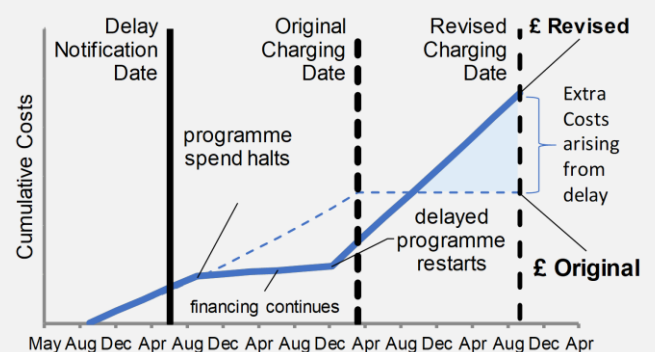 Delay
Notification
Date
Original
Charging
Date
Revised
Charging
Date
£ Revised
Cumulative Costs
programme
spend halts
Extra
Costs
arising
from
delay
delayed
programme
restarts
£ Original
financing continues
May Aug Dec Apr Aug Dec Apr Aug Dec Apr Aug Dec Apr Aug Dec Apr